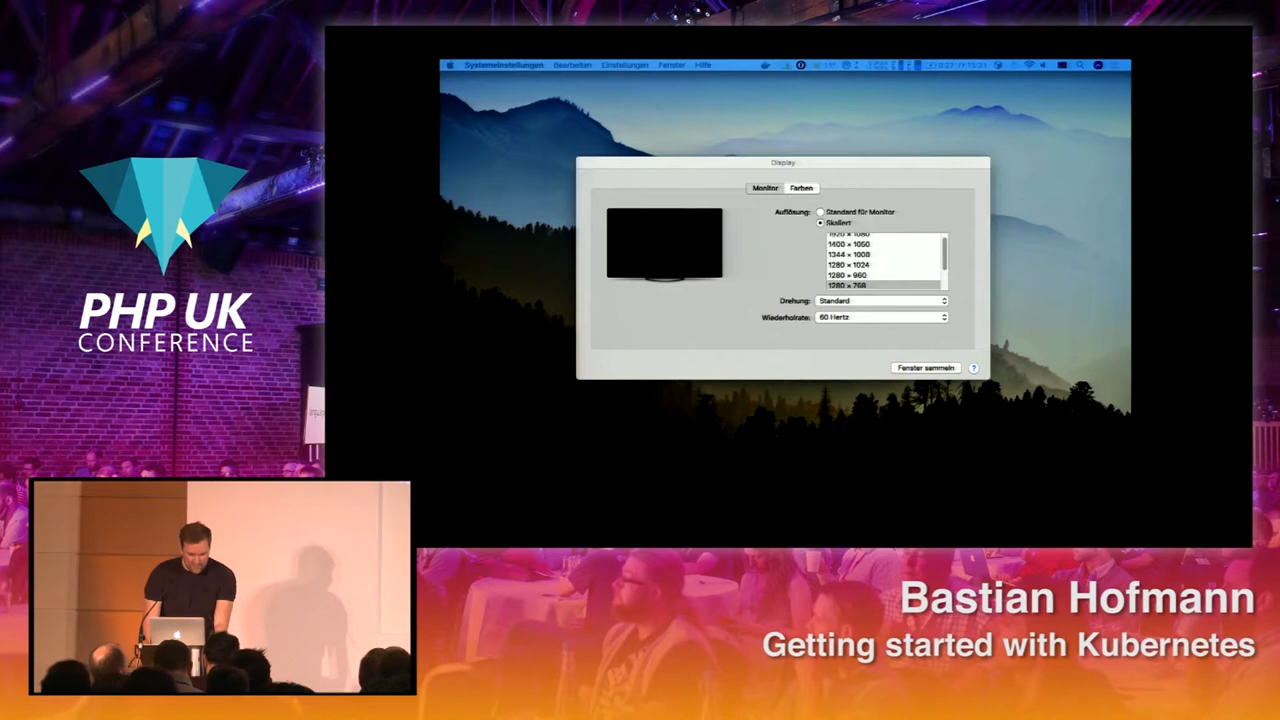 PHP UK
CONFERENCE
Systemeinstellungen Bearbeiten Einstellungen Fenster Hilfe
Display
Monitor Farben
Auflösung: Standard für Monitor
Skaliert
1920 × 1080
1400 × 1050
1344 × 1008
1280 × 1024
1280 × 960
1280 × 768
Drehung: Standard
Wiederholrate: 60 Hertz
Fenster sammeln ?
Bastian Hofmann
Getting started with Kubernetes